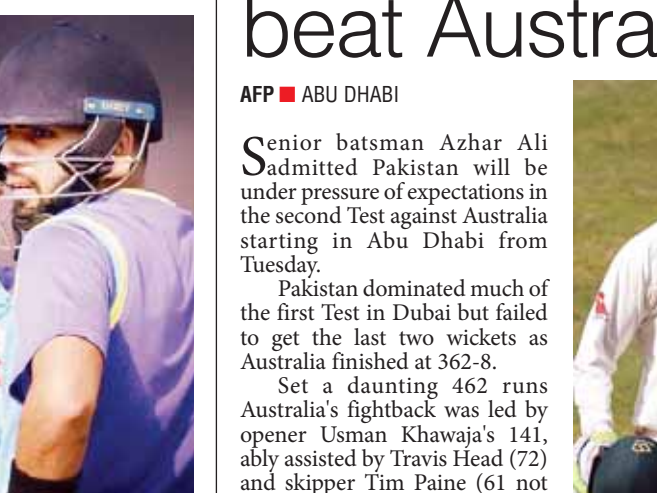 beat Austra
AFP ■ ABU DHABI
Senior batsman Azhar Ali
admitted Pakistan will be
under pressure of expectations in
the second Test against Australia
starting in Abu Dhabi from
Tuesday.
Pakistan dominated much of
the first Test in Dubai but failed
to get the last two wickets as
Australia finished at 362-8.
Set a daunting 462 runs
Australia's fightback was led by
opener Usman Khawaja's 141,
ably assisted by Travis Head (72)
and skipper Tim Paine (61 not